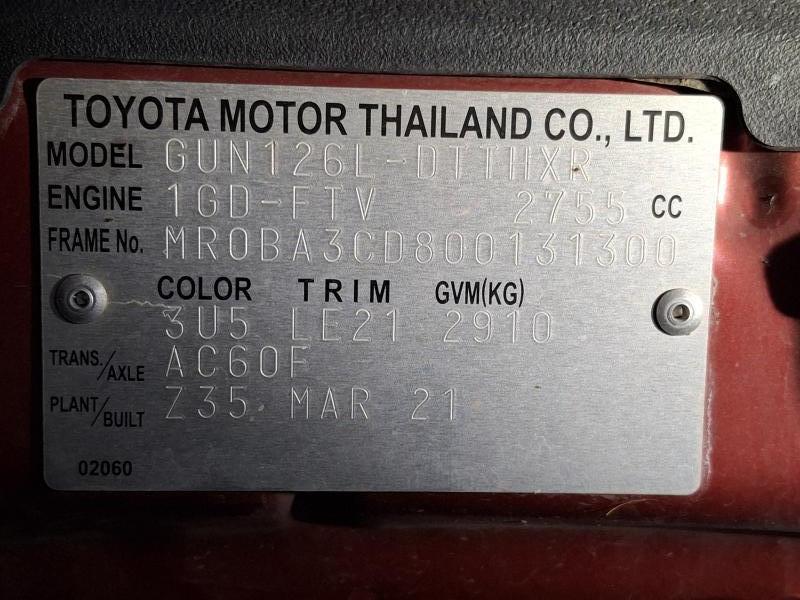 TOYOTA MOTOR THAILAND CO., LTD.
MODEL GUN126L-DTTHXR
ENGINE 1GD-FTV 2755 CC
FRAME No. MR0BA3CD800131300
COLOR TRIM GVM(KG)
3U5 LE21 2910
TRANS./AXLE AC60F
PLANT/BUILT Z35 MAR 21
02060